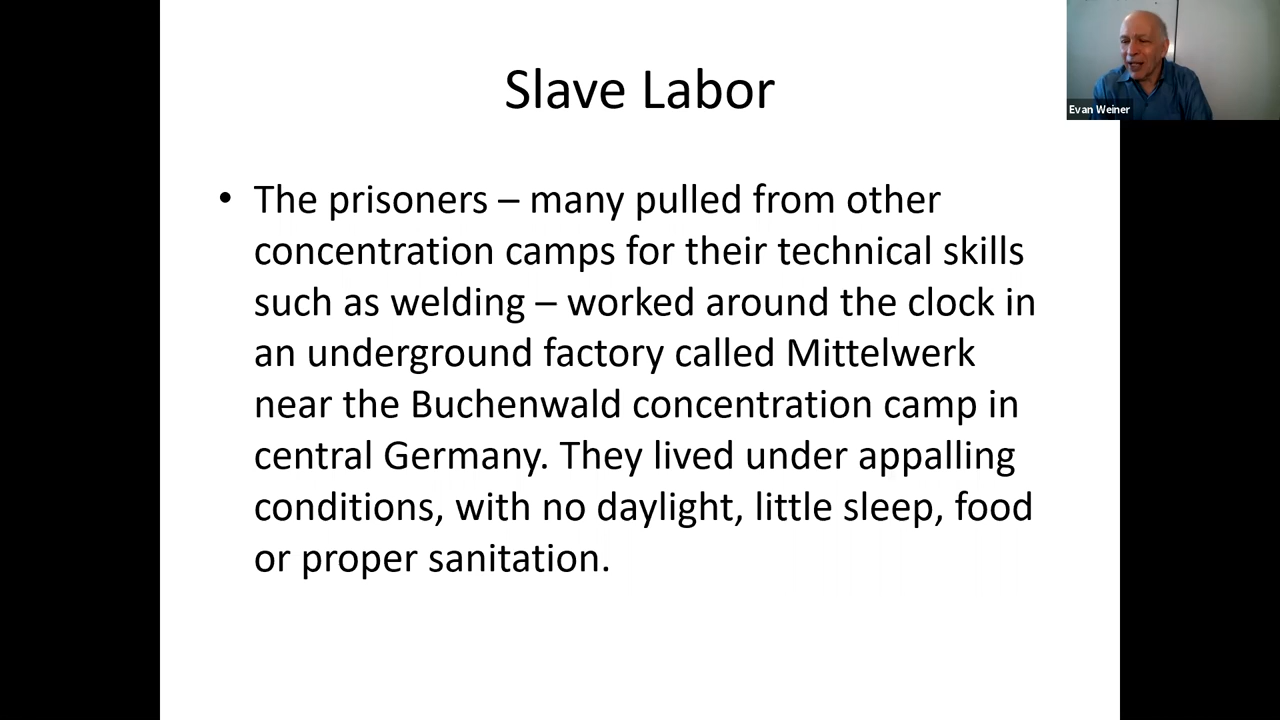 Slave Labor
Evan Weiner
• The prisoners – many pulled from other
concentration camps for their technical skills
such as welding – worked around the clock in
an underground factory called Mittelwerk
near the Buchenwald concentration camp in
central Germany. They lived under appalling
conditions, with no daylight, little sleep, food
or proper sanitation.